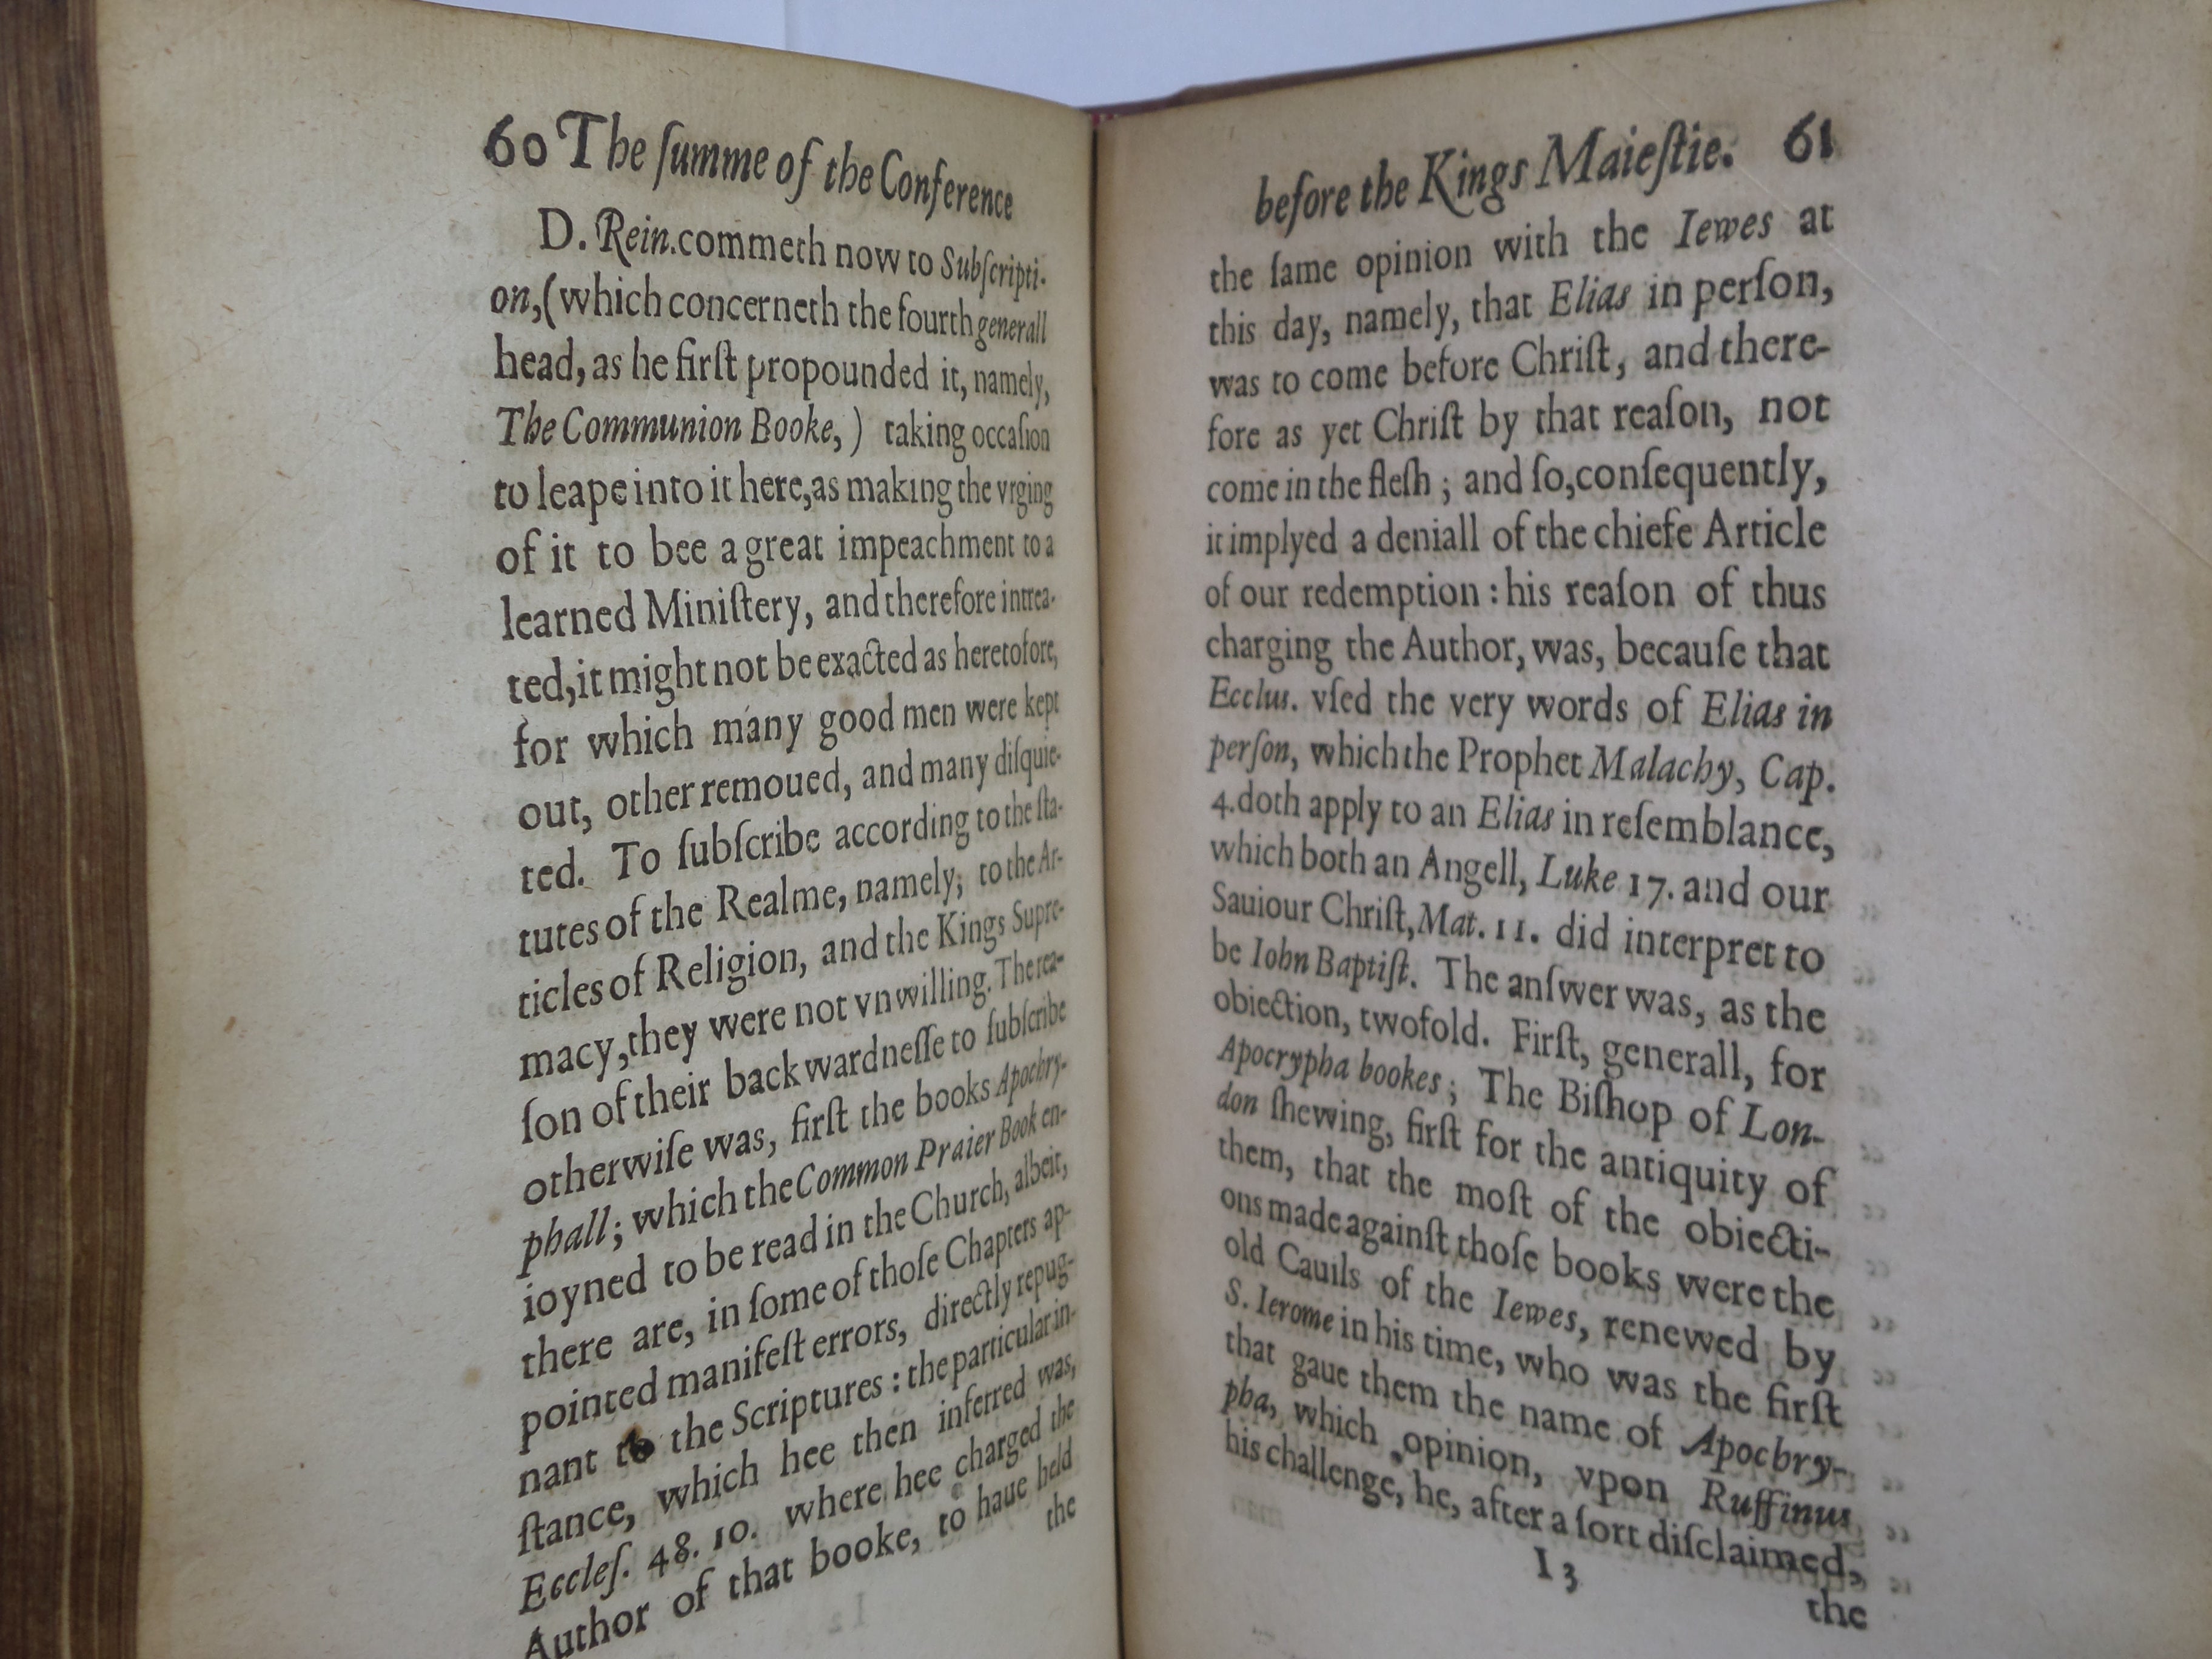 60 The ſumme of the Conference
D. Rein. commeth now to Subſcripti-
on, (which concerneth the fourth generall
head, as he firſt propounded it, namely,
The Communion Booke, ) taking occaſion
to leape into it here, as making the vrging
of it to bee a great impeachment to a
learned Miniſtery, and therefore intrea-
ted, it might not be exacted as heretofore,
for which many good men were kept
out, other remoued, and many diſquie-
ted. To ſubſcribe according to the ſta-
tutes of the Realme, namely, to the Ar-
ticles of Religion, and the Kings Supre-
macy, they were not vnwilling. The rea-
ſon of their backwardneſſe to ſubſcribe
otherwiſe was, firſt the books Apochry-
phall; which the Common Praier Book en-
ioyned to be read in the Church, albeit,
there are, in ſome of thoſe Chapters ap-
pointed manifeſt errors, directly repug-
nant to the Scriptures : the particular in-
ſtance, which hee then inferred was,
Eccleſ. 48. 10. where hee charged the
Author of that booke, to haue held
the
before the Kings Maieſtie. 61
the ſame opinion with the Iewes at
this day, namely, that Elias in perſon,
was to come before Chriſt, and there-
fore as yet Chriſt by that reaſon, not
come in the fleſh ; and ſo, conſequently,
it implyed a deniall of the chiefe Article
of our redemption : his reaſon of thus
charging the Author, was, becauſe that
Ecclus. vſed the very words of Elias in
perſon, which the Prophet Malachy, Cap.
4. doth apply to an Elias in reſemblance,
which both an Angell, Luke 17. and our
Sauiour Chriſt, Mat. 11. did interpret to
be Iohn Baptiſt. The anſwer was, as the
obiection, twofold. Firſt, generall, for
Apocrypha bookes ; The Biſhop of Lon-
don ſhewing, firſt for the antiquity of
them, that the moſt of the obiecti-
ons made againſt thoſe books were the
old Cauils of the Iewes, renewed by
S. Ierome in his time, who was the firſt
that gaue them the name of Apochry-
pha, which opinion, vpon Ruffinus
his challenge, he, after a ſort diſclaimed,
I 3
the